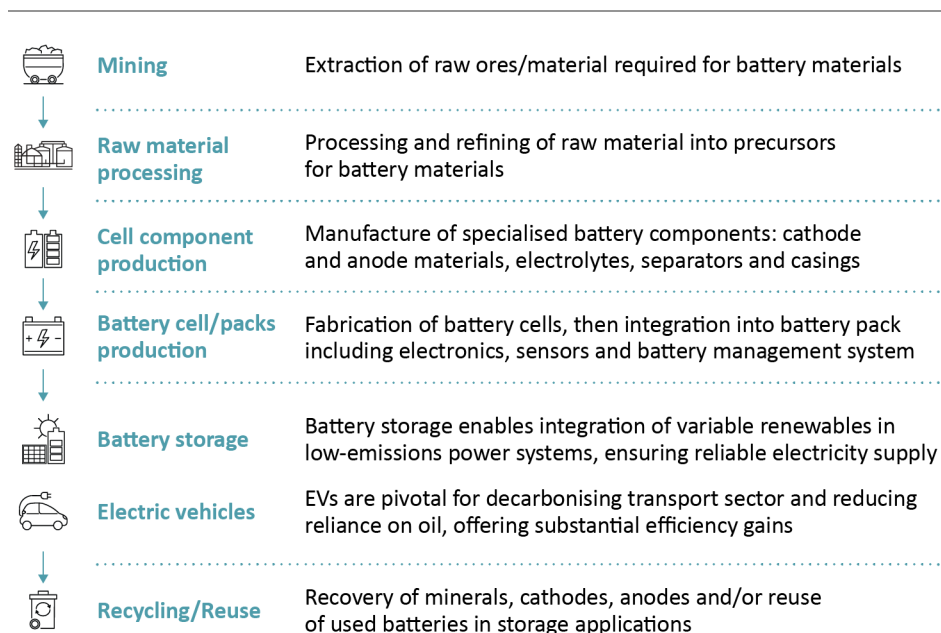 Mining
Extraction of raw ores/material required for battery materials
Raw material
processing
Processing and refining of raw material into precursors
for battery materials
Cell component
production
Manufacture of specialised battery components: cathode
and anode materials, electrolytes, separators and casings
Battery cell/packs
production
Fabrication of battery cells, then integration into battery pack
including electronics, sensors and battery management system
Battery storage
Battery storage enables integration of variable renewables in
low-emissions power systems, ensuring reliable electricity supply
Electric vehicles
EVs are pivotal for decarbonising transport sector and reducing
reliance on oil, offering substantial efficiency gains
Recycling/Reuse
Recovery of minerals, cathodes, anodes and/or reuse
of used batteries in storage applications